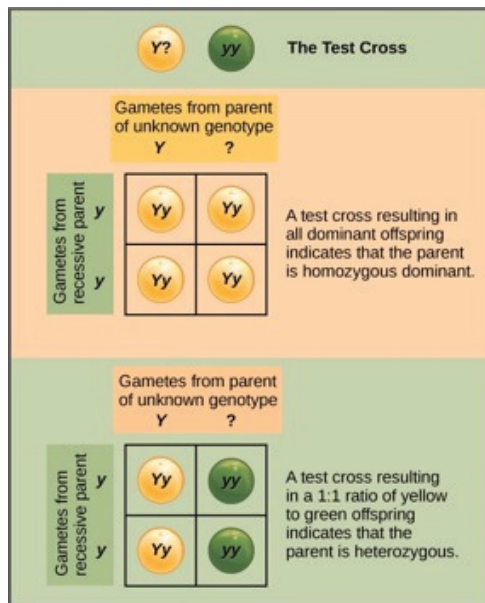 Y? yy The Test Cross
Gametes from parent
of unknown genotype
Y ?
Gametes from
recessive parent
y Yy Yy
y Yy Yy
A test cross resulting in
all dominant offspring
indicates that the parent
is homozygous dominant.
Gametes from parent
of unknown genotype
Y ?
Gametes from
recessive parent
y Yy yy
y Yy yy
A test cross resulting
in a 1:1 ratio of yellow
to green offspring
indicates that the
parent is heterozygous.